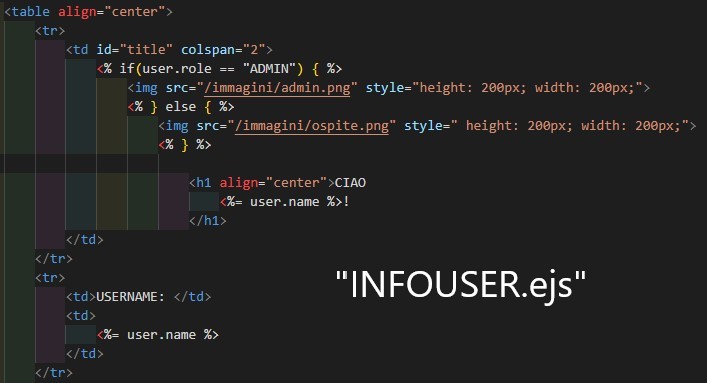 <table align="center">
<tr>
<td id="title" colspan="2">
<% if(user.role == "ADMIN") { %>
<img src="/immagini/admin.png" style="height: 200px; width: 200px;">
<% } else { %>
<img src="/immagini/ospite.png" style=" height: 200px; width: 200px;">
<% } %>
<h1 align="center">CIAO
<%= user.name %>!
</h1>
</td>
</tr>
<tr>
<td>USERNAME: </td>
<td>
<%= user.name %>
</td>
</tr>
"INFOUSER.ejs"